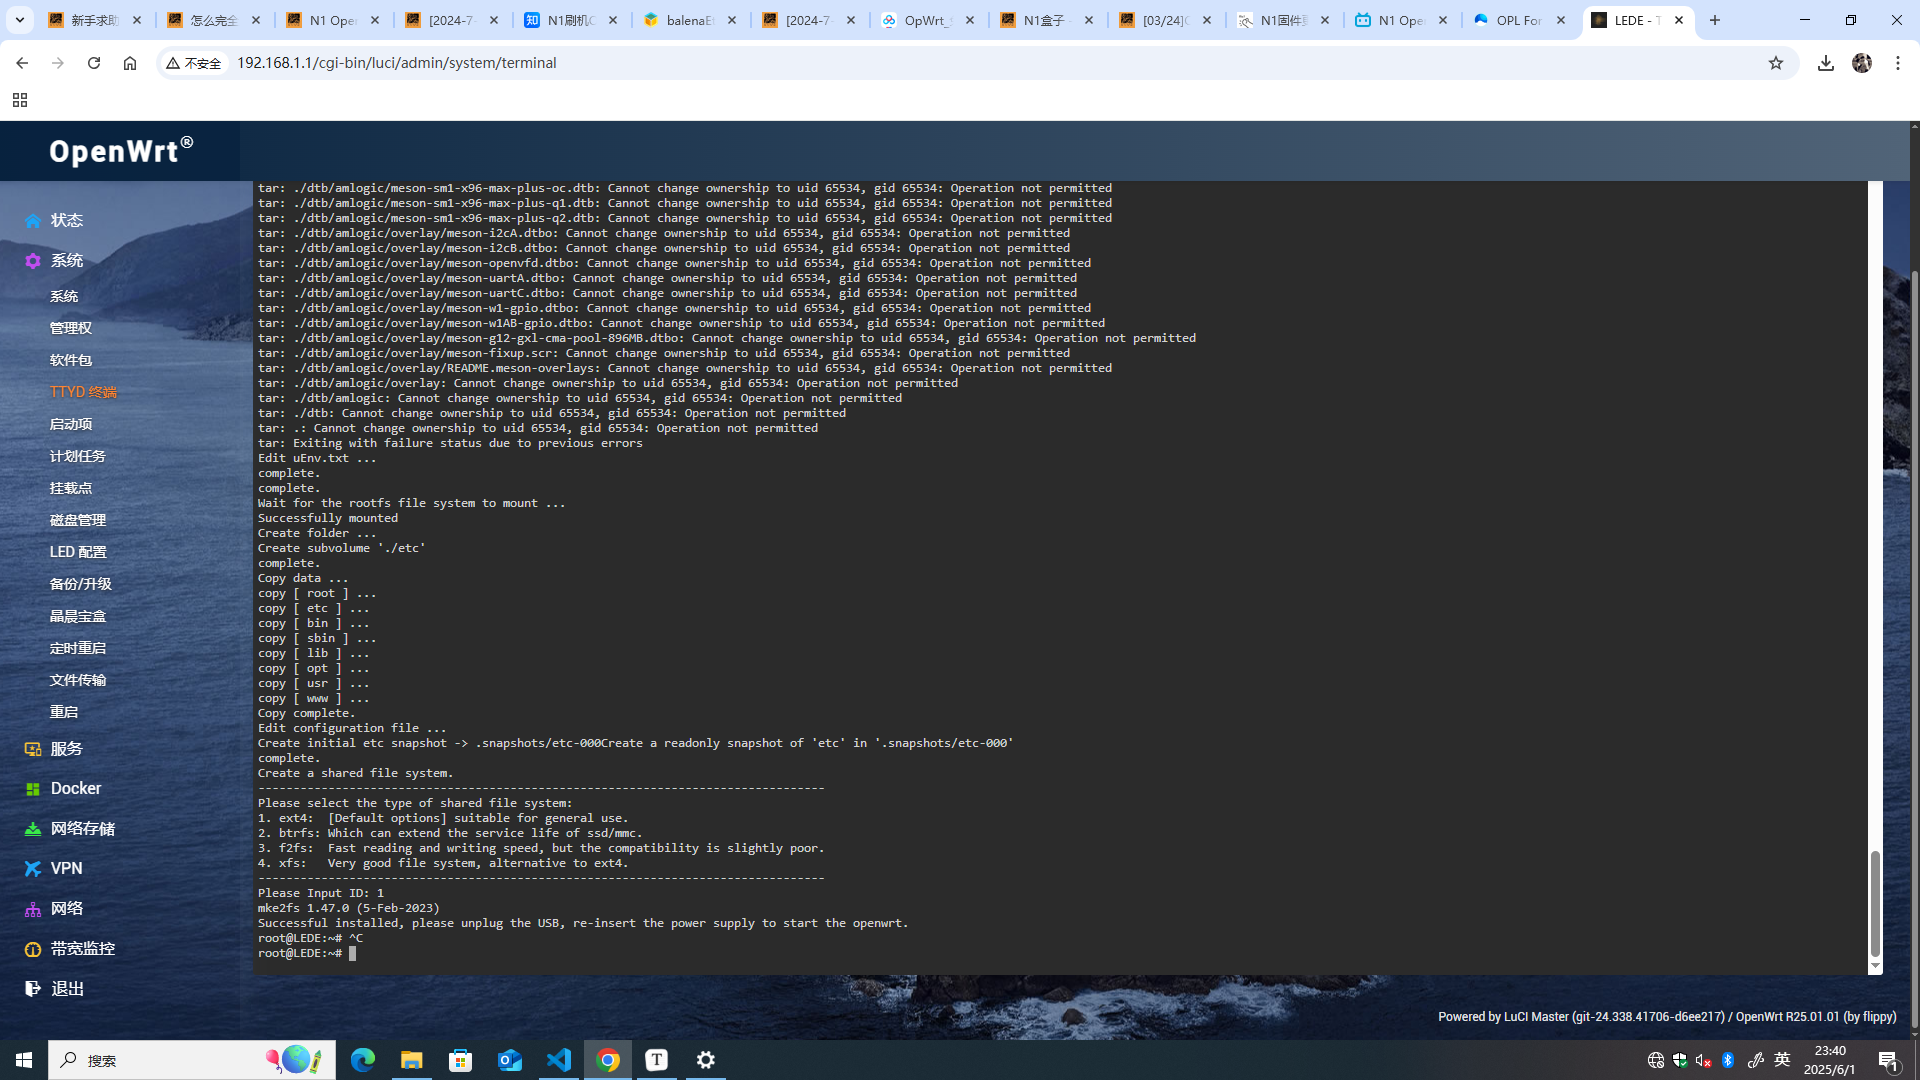 新手求助
怎么完全
N1 Ope
[2024-7-
N1刷机C
balenaEt
[2024-7-
OpWrt_
N1盒子 -
[03/24]C
N1固件更
N1 Ope
OPL For
LEDE - T
不安全
192.168.1.1/cgi-bin/luci/admin/system/terminal
OpenWrt®
状态
系统
系统
管理权
软件包
TTYD 终端
启动项
计划任务
挂载点
磁盘管理
LED 配置
备份/升级
晶晨宝盒
定时重启
文件传输
重启
服务
Docker
网络存储
VPN
网络
带宽监控
退出
tar: ./dtb/amlogic/meson-sm1-x96-max-plus-oc.dtb: Cannot change ownership to uid 65534, gid 65534: Operation not permitted
tar: ./dtb/amlogic/meson-sm1-x96-max-plus-q1.dtb: Cannot change ownership to uid 65534, gid 65534: Operation not permitted
tar: ./dtb/amlogic/meson-sm1-x96-max-plus-q2.dtb: Cannot change ownership to uid 65534, gid 65534: Operation not permitted
tar: ./dtb/amlogic/overlay/meson-i2cA.dtbo: Cannot change ownership to uid 65534, gid 65534: Operation not permitted
tar: ./dtb/amlogic/overlay/meson-i2cB.dtbo: Cannot change ownership to uid 65534, gid 65534: Operation not permitted
tar: ./dtb/amlogic/overlay/meson-openvfd.dtbo: Cannot change ownership to uid 65534, gid 65534: Operation not permitted
tar: ./dtb/amlogic/overlay/meson-uartA.dtbo: Cannot change ownership to uid 65534, gid 65534: Operation not permitted
tar: ./dtb/amlogic/overlay/meson-uartC.dtbo: Cannot change ownership to uid 65534, gid 65534: Operation not permitted
tar: ./dtb/amlogic/overlay/meson-w1-gpio.dtbo: Cannot change ownership to uid 65534, gid 65534: Operation not permitted
tar: ./dtb/amlogic/overlay/meson-w1AB-gpio.dtbo: Cannot change ownership to uid 65534, gid 65534: Operation not permitted
tar: ./dtb/amlogic/overlay/meson-g12-gxl-cma-pool-896MB.dtbo: Cannot change ownership to uid 65534, gid 65534: Operation not permitted
tar: ./dtb/amlogic/overlay/meson-fixup.scr: Cannot change ownership to uid 65534, gid 65534: Operation not permitted
tar: ./dtb/amlogic/overlay/README.meson-overlays: Cannot change ownership to uid 65534, gid 65534: Operation not permitted
tar: ./dtb/amlogic/overlay: Cannot change ownership to uid 65534, gid 65534: Operation not permitted
tar: ./dtb/amlogic: Cannot change ownership to uid 65534, gid 65534: Operation not permitted
tar: ./dtb: Cannot change ownership to uid 65534, gid 65534: Operation not permitted
tar: .: Cannot change ownership to uid 65534, gid 65534: Operation not permitted
tar: Exiting with failure status due to previous errors
Edit uEnv.txt ...
complete.
complete.
Wait for the rootfs file system to mount ...
Successfully mounted
Create folder ...
Create subvolume './etc'
complete.
Copy data ...
copy [ root ] ...
copy [ etc ] ...
copy [ bin ] ...
copy [ sbin ] ...
copy [ lib ] ...
copy [ opt ] ...
copy [ usr ] ...
copy [ www ] ...
Copy complete.
Edit configuration file ...
Create initial etc snapshot -> .snapshots/etc-000Create a readonly snapshot of 'etc' in '.snapshots/etc-000'
complete.
Create a shared file system.
---------------------------------------------------------------------------------
Please select the type of shared file system:
1. ext4:  [Default options] suitable for general use.
2. btrfs: Which can extend the service life of ssd/mmc.
3. f2fs:  Fast reading and writing speed, but the compatibility is slightly poor.
4. xfs:   Very good file system, alternative to ext4.
---------------------------------------------------------------------------------
Please Input ID: 1
mke2fs 1.47.0 (5-Feb-2023)
Successful installed, please unplug the USB, re-insert the power supply to start the openwrt.
root@LEDE:~# ^C
root@LEDE:~#
Powered by LuCI Master (git-24.338.41706-d6ee217) / OpenWrt R25.01.01 (by flippy)
搜索
英
23:40
2025/6/1
1